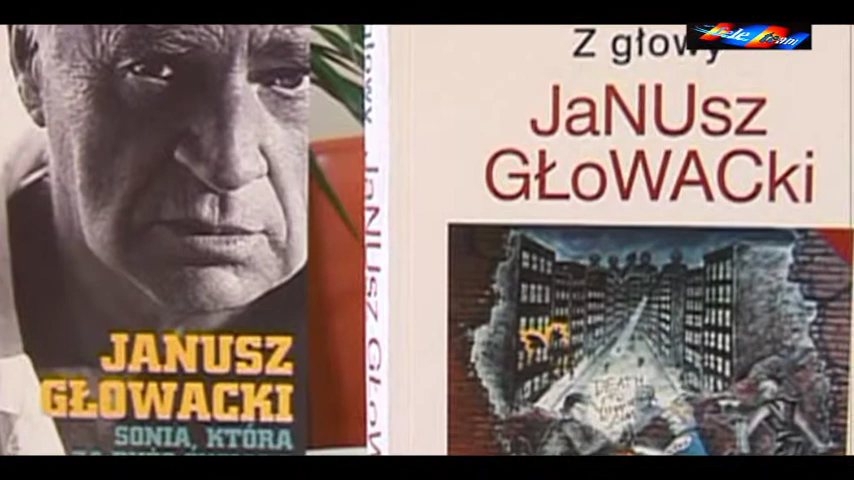 JANUSZ
GŁOWACKI
SONIA, KTÓRA
JaNUsz GŁoW
Z głowy
JaNUsz
GŁoWACki
DEATH